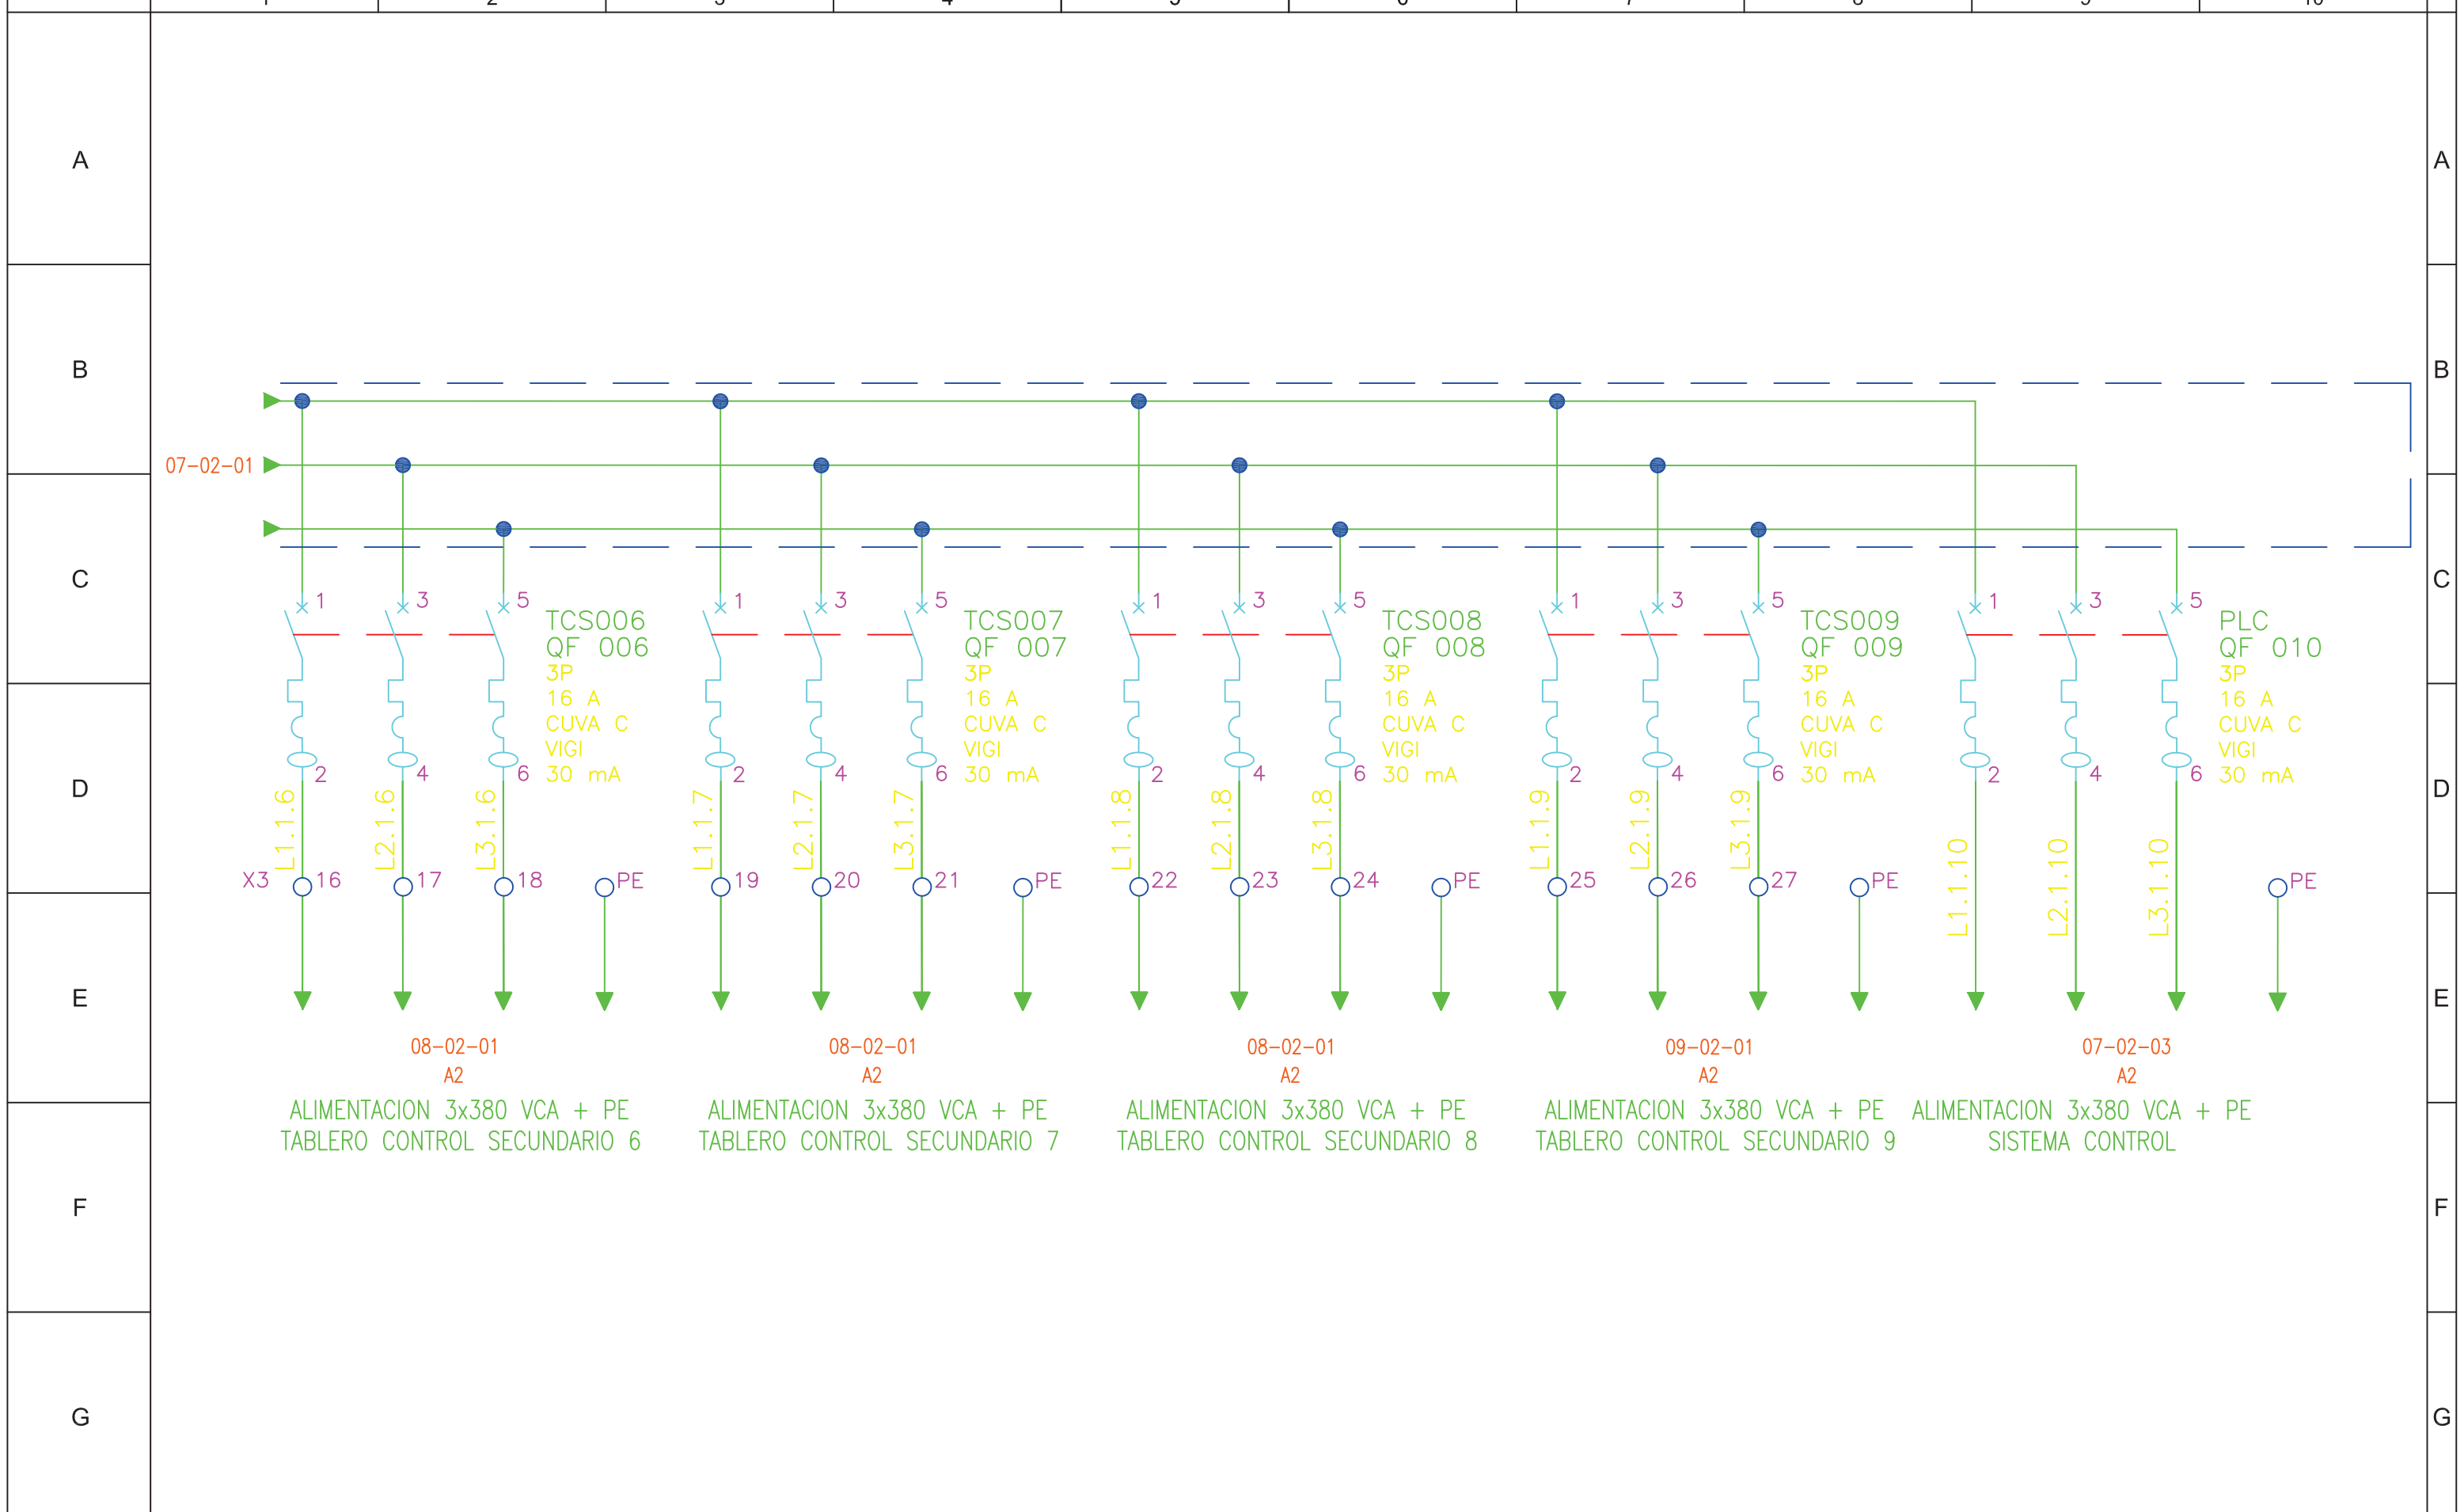 1 2 3 4 5 6 7 8 9 10
A A
B B
07-02-01
C C
1 3 5 1 3 5 1 3 5 1 3 5 1 3 5
TCS006
QF 006
3P
16 A
CUVA C
VIGI
30 mA
TCS007
QF 007
3P
16 A
CUVA C
VIGI
30 mA
TCS008
QF 008
3P
16 A
CUVA C
VIGI
30 mA
TCS009
QF 009
3P
16 A
CUVA C
VIGI
30 mA
PLC
QF 010
3P
16 A
CUVA C
VIGI
30 mA
2 4 6 2 4 6 2 4 6 2 4 6 2 4 6
D D
L1.1.6
L2.1.6
L3.1.6
L1.1.7
L2.1.7
L3.1.7
L1.1.8
L2.1.8
L3.1.8
L1.1.9
L2.1.9
L3.1.9
L1.1.10
L2.1.10
L3.1.10
X3 16 17 18 PE 19 20 21 PE 22 23 24 PE 25 26 27 PE PE
E E
08-02-01
A2
ALIMENTACION 3x380 VCA + PE
TABLERO CONTROL SECUNDARIO 6
08-02-01
A2
ALIMENTACION 3x380 VCA + PE
TABLERO CONTROL SECUNDARIO 7
08-02-01
A2
ALIMENTACION 3x380 VCA + PE
TABLERO CONTROL SECUNDARIO 8
09-02-01
A2
ALIMENTACION 3x380 VCA + PE
TABLERO CONTROL SECUNDARIO 9
07-02-03
A2
ALIMENTACION 3x380 VCA + PE
SISTEMA CONTROL
F F
G G